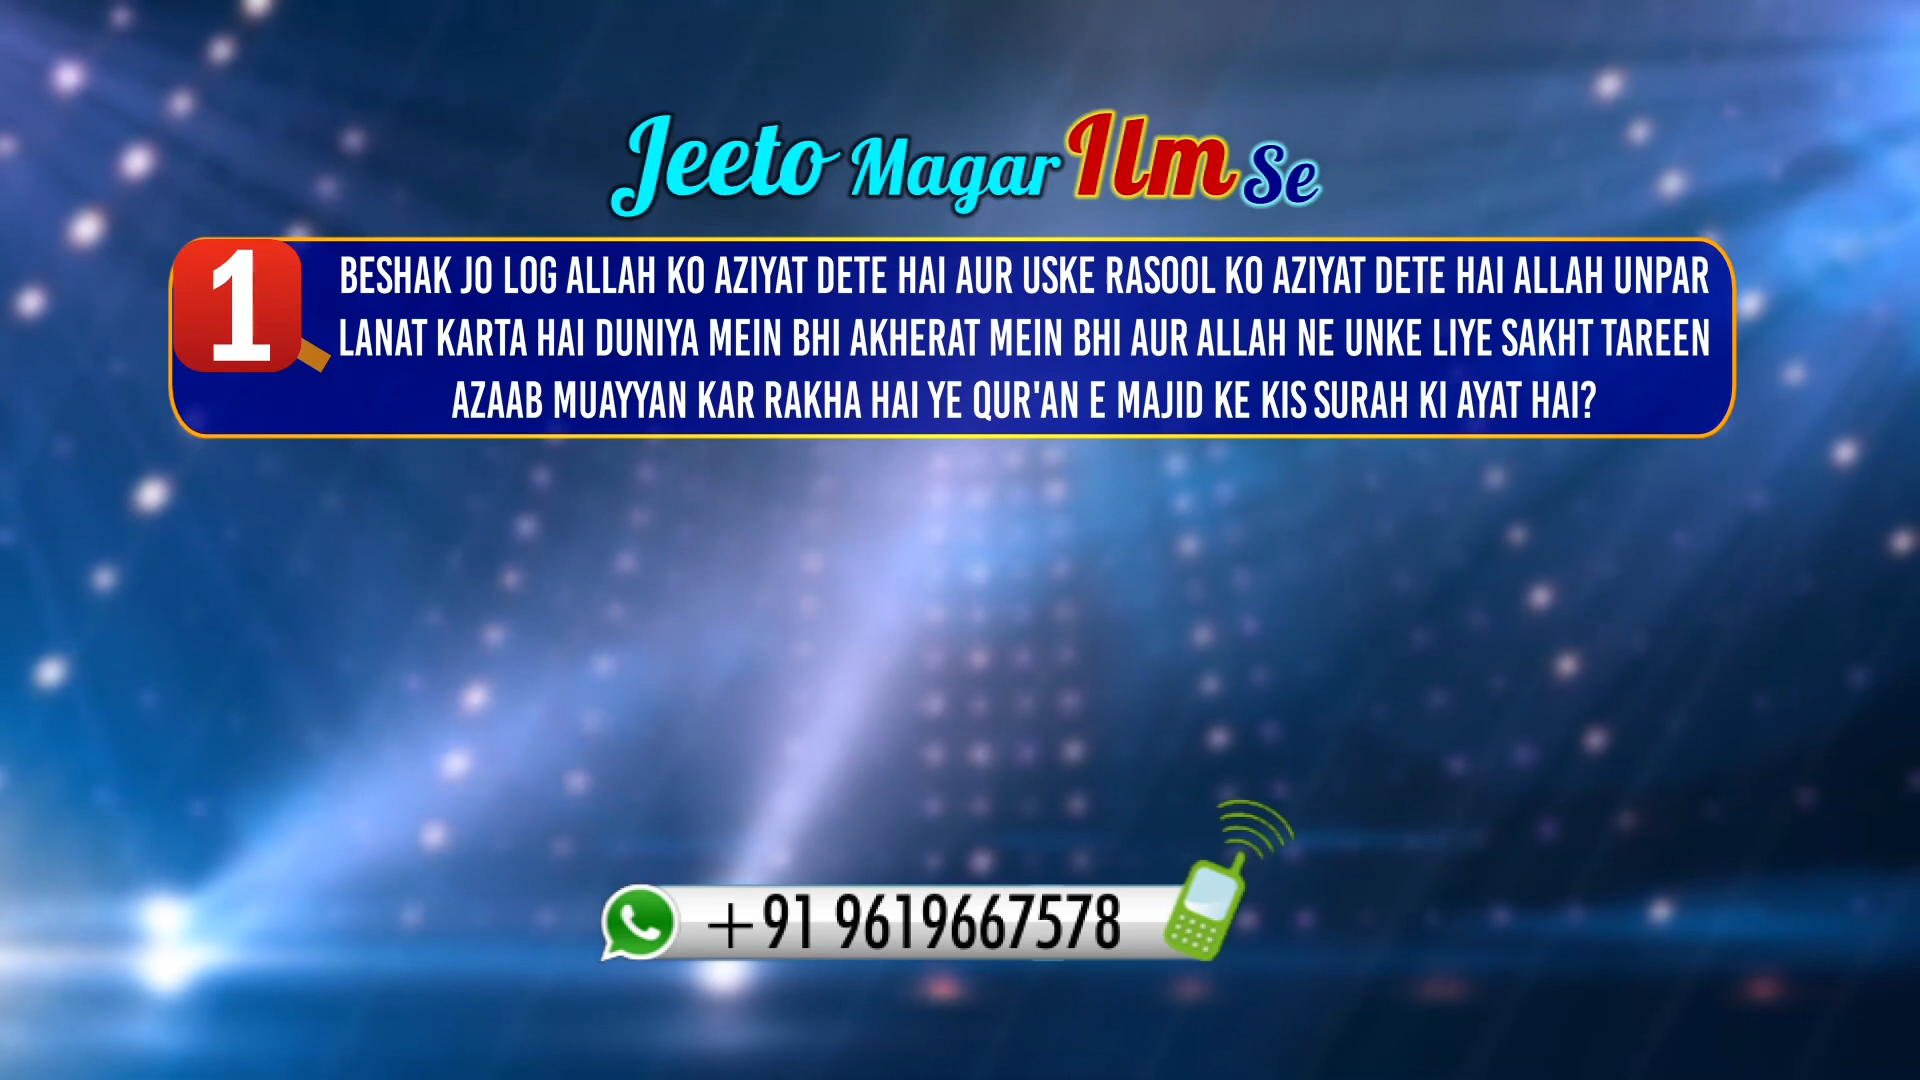 Jeeto Magar Ilm Se
1
BESHAK JO LOG ALLAH KO AZIYAT DETE HAI AUR USKE RASOOL KO AZIYAT DETE HAI ALLAH UNPAR
LANAT KARTA HAI DUNIYA MEIN BHI AKHERAT MEIN BHI AUR ALLAH NE UNKE LIYE SAKHT TAREEN
AZAAB MUAYYAN KAR RAKHA HAI YE QUR'AN E MAJID KE KIS SURAH KI AYAT HAI?
+91 9619667578